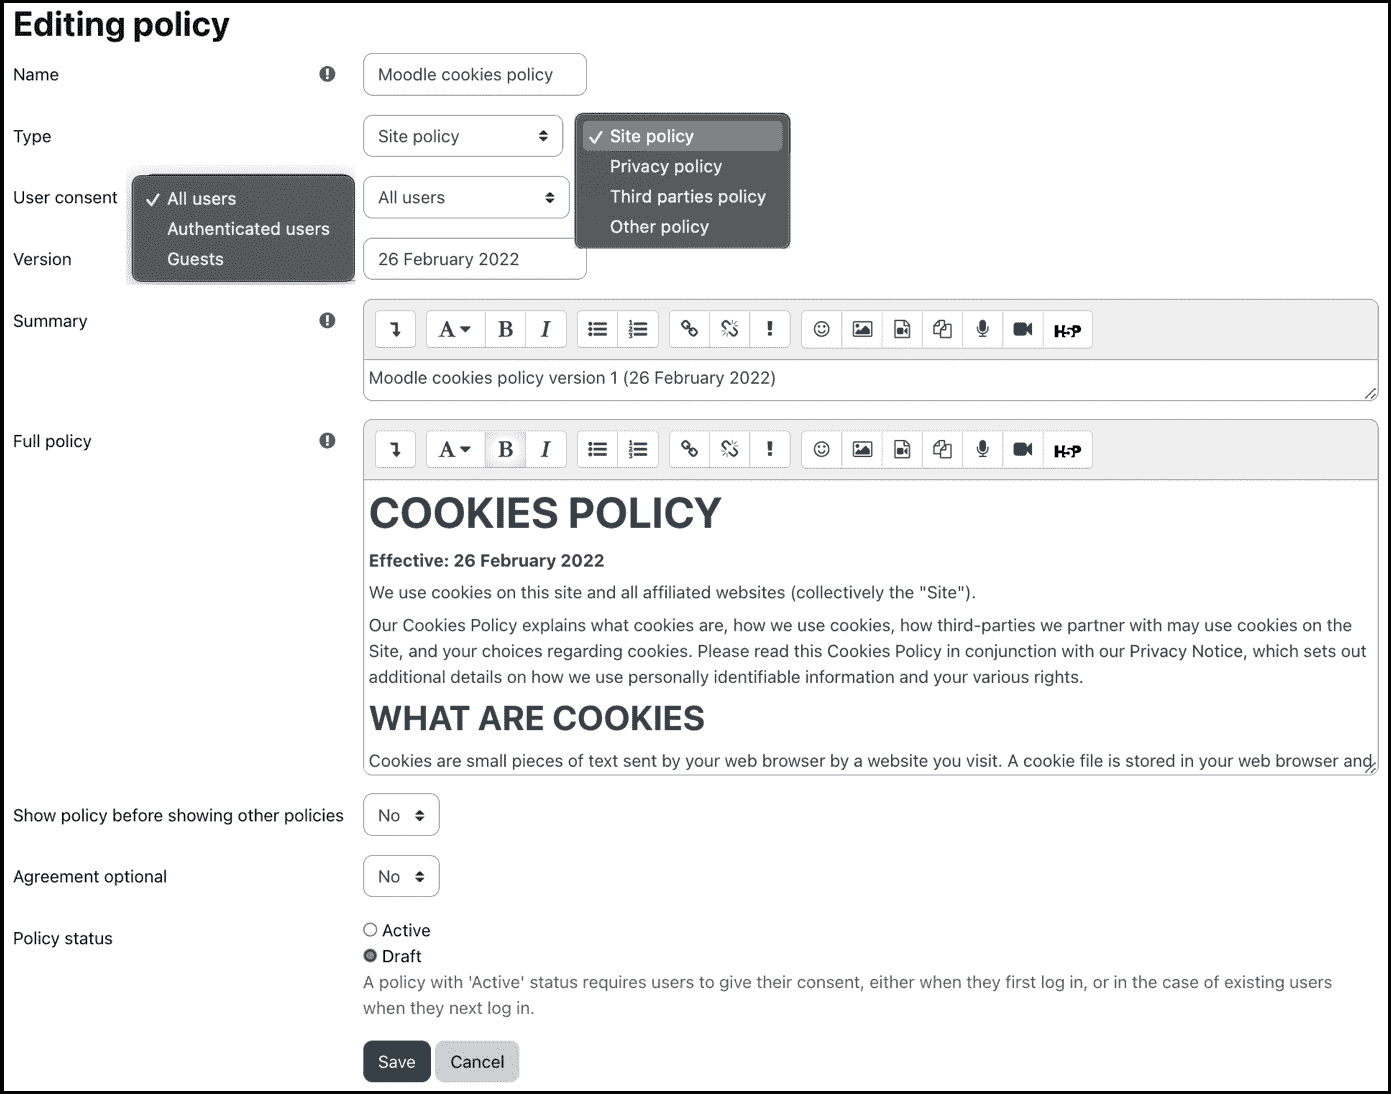 Editing policy
Name
Moodle cookies policy
Type
Site policy
Site policy
Privacy policy
Third parties policy
Other policy
User consent
All users
Authenticated users
Guests
All users
Version
26 February 2022
Summary
A B I H-P
Moodle cookies policy version 1 (26 February 2022)
Full policy
A B I H-P
COOKIES POLICY
Effective: 26 February 2022
We use cookies on this site and all affiliated websites (collectively the "Site").
Our Cookies Policy explains what cookies are, how we use cookies, how third-parties we partner with may use cookies on the
Site, and your choices regarding cookies. Please read this Cookies Policy in conjunction with our Privacy Notice, which sets out
additional details on how we use personally identifiable information and your various rights.
WHAT ARE COOKIES
Cookies are small pieces of text sent by your web browser by a website you visit. A cookie file is stored in your web browser and
Show policy before showing other policies
No
Agreement optional
No
Policy status
Active
Draft
A policy with 'Active' status requires users to give their consent, either when they first log in, or in the case of existing users
when they next log in.
Save Cancel